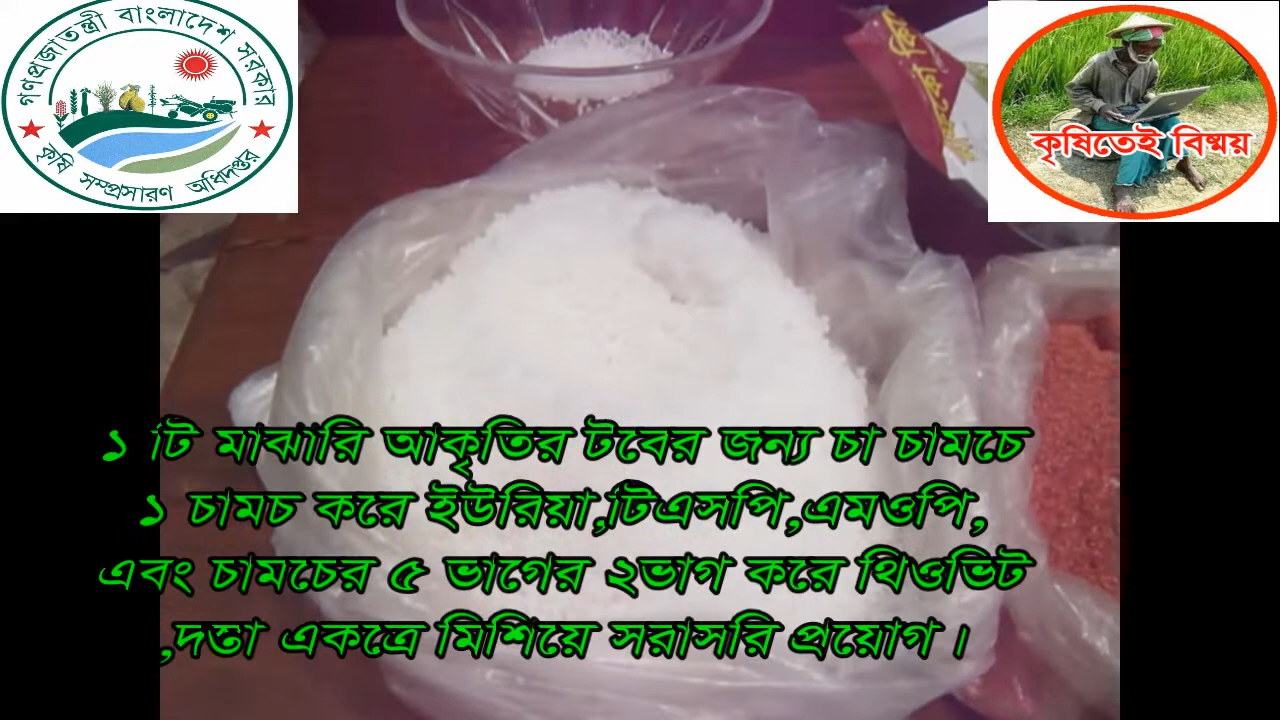 গণপ্রজাতন্ত্রী বাংলাদেশ সরকার
কৃষি সম্প্রসারণ অধিদপ্তর
কৃষিতেই বিষ্ময়
১ টি মাঝারি আকৃতির টবের জন্য চা চামচে
১ চামচ করে ইউরিয়া,টিএসপি,এমওপি,
এবং চামচের ৫ ভাগের ২ভাগ করে থিওভিট
,দস্তা একত্রে মিশিয়ে সরাসরি প্রয়োগ।